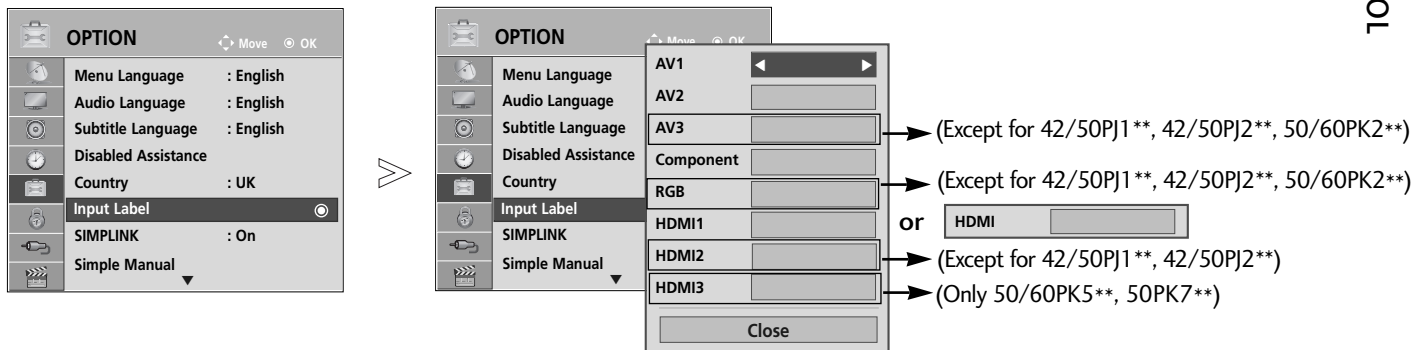 OL
OPTION Move OK
Menu Language : English
Audio Language : English
Subtitle Language : English
Disabled Assistance
Country : UK
Input Label
SIMPLINK : On
Simple Manual
OPTION Move OK
Menu Language
Audio Language
Subtitle Language
Disabled Assistance
Country
Input Label
SIMPLINK
Simple Manual
AV1
AV2
AV3 (Except for 42/50PJ1**, 42/50PJ2**, 50/60PK2**)
Component
RGB (Except for 42/50PJ1**, 42/50PJ2**, 50/60PK2**)
HDMI1 or HDMI
HDMI2 (Except for 42/50PJ1**, 42/50PJ2**)
HDMI3 (Only 50/60PK5**, 50PK7**)
Close